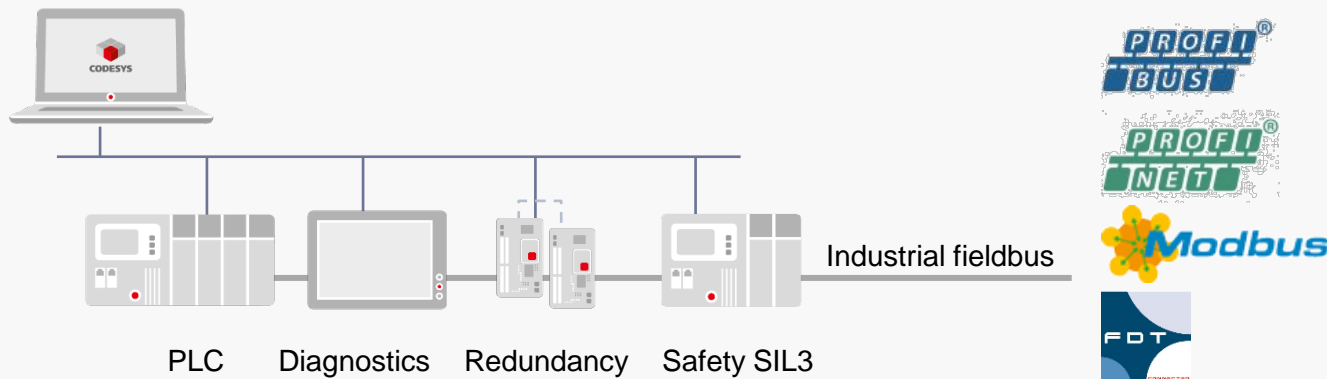 CODESYS
PROFI®
BUS
PROFI®
NET
Modbus
Industrial fieldbus
FDT
PLC Diagnostics Redundancy Safety SIL3